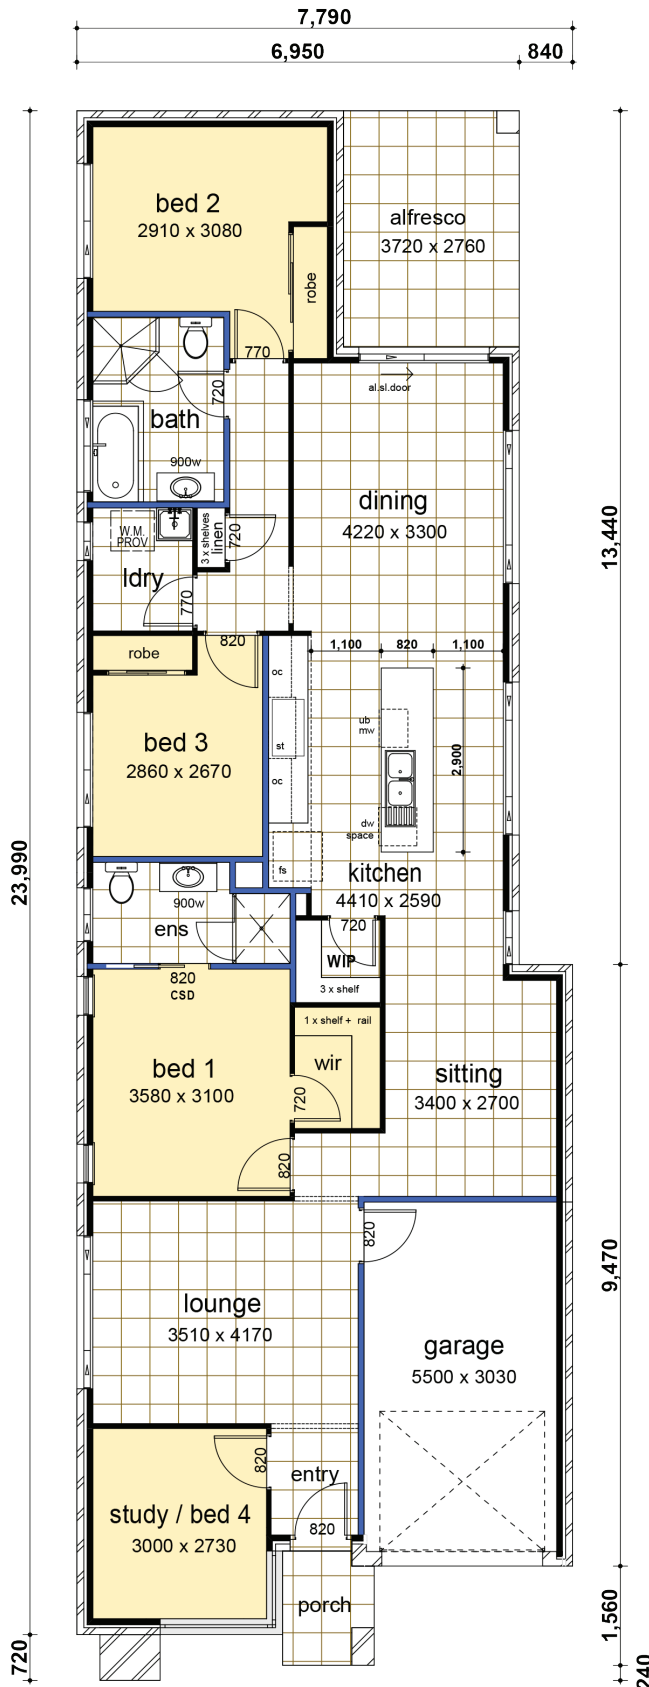 7,790
6,950 840
bed 2
2910 x 3080
alfresco
3720 x 2760
robe
770
al.sl.door
720
bath
900w
dining
4220 x 3300
13,440
W.M.
PROV
3 x shelves
linen
720
ldry
770
820
robe
1,100 820 1,100
oc
bed 3
2860 x 2670
ub
mw
st
2,900
oc
dw
space
23,990
fs
kitchen
4410 x 2590
900w
ens
720
WIP
3 x shelf
820
CSD
1 x shelf + rail
wir
bed 1
3580 x 3100
720
sitting
3400 x 2700
820
820
9,470
lounge
3510 x 4170
garage
5500 x 3030
820
entry
study / bed 4
3000 x 2730
820
porch
1,560
720
240